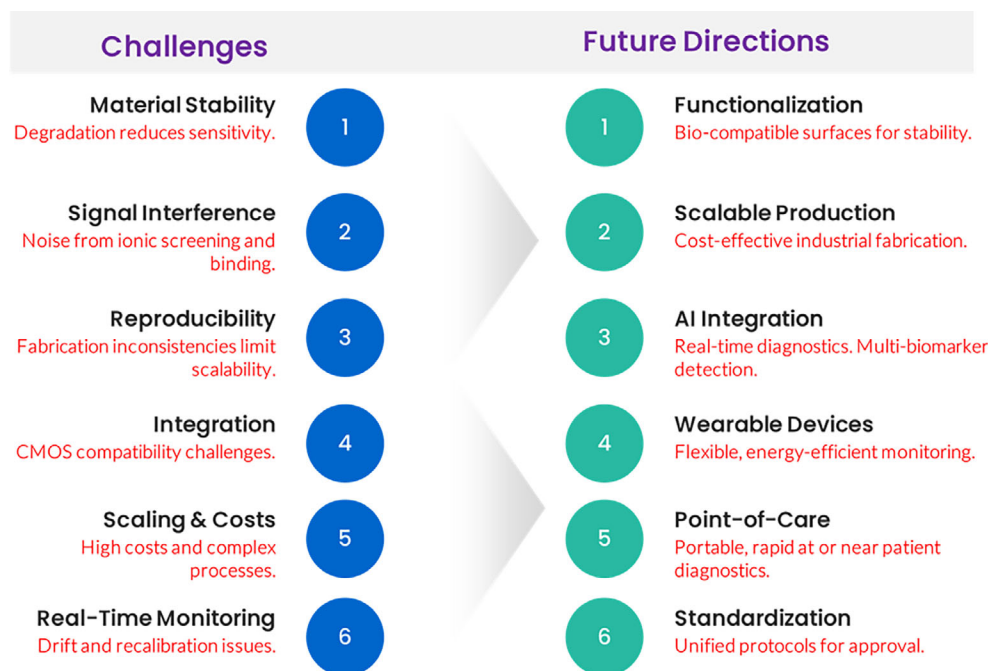 Challenges
Material Stability
Degradation reduces sensitivity.
1
Signal Interference
Noise from ionic screening and
binding.
2
Reproducibility
Fabrication inconsistencies limit
scalability.
3
Integration
CMOS compatibility challenges.
4
Scaling & Costs
High costs and complex
processes.
5
Real-Time Monitoring
Drift and recalibration issues.
6
Future Directions
1
Functionalization
Bio-compatible surfaces for stability.
2
Scalable Production
Cost-effective industrial fabrication.
3
AI Integration
Real-time diagnostics. Multi-biomarker
detection.
4
Wearable Devices
Flexible, energy-efficient monitoring.
5
Point-of-Care
Portable, rapid at or near patient
diagnostics.
6
Standardization
Unified protocols for approval.